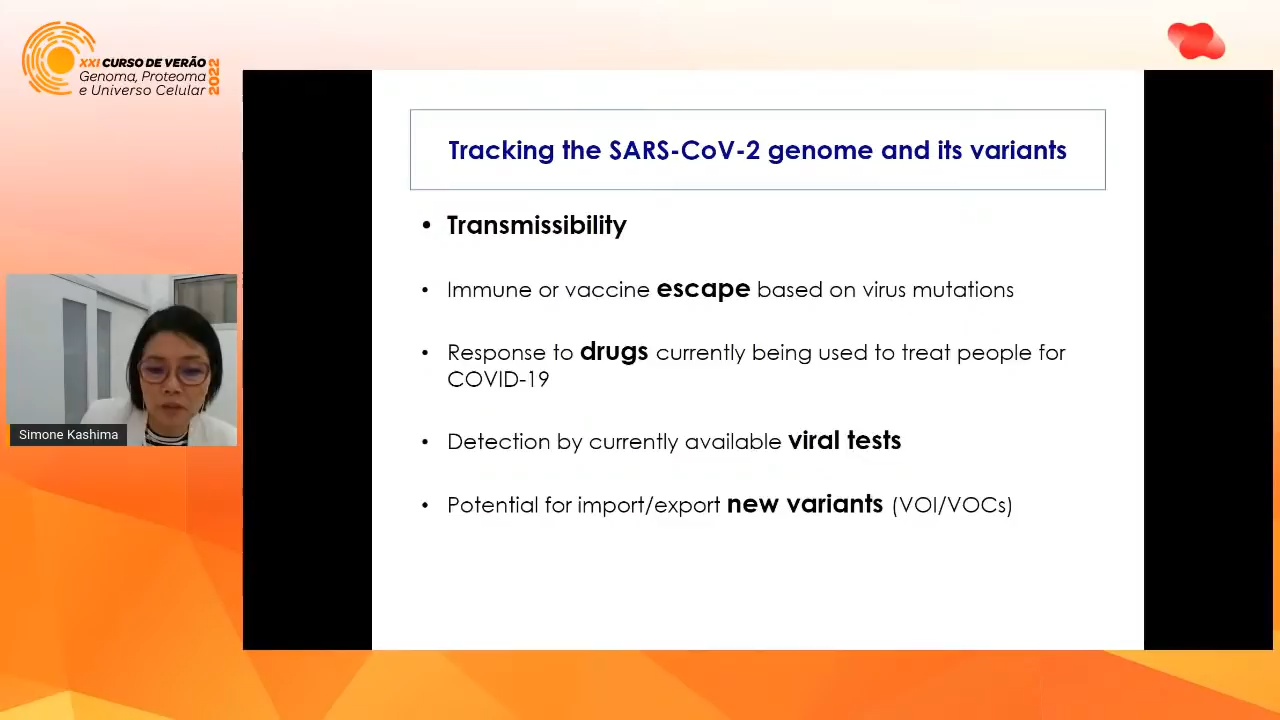 XXI CURSO DE VERÃO
Genoma, Proteoma
e Universo Celular
2022
Tracking the SARS-CoV-2 genome and its variants
• Transmissibility
• Immune or vaccine escape based on virus mutations
• Response to drugs currently being used to treat people for
COVID-19
• Detection by currently available viral tests
• Potential for import/export new variants (VOI/VOCs)
Simone Kashima